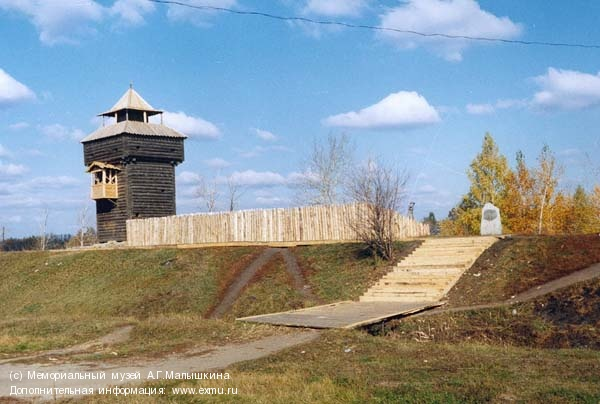 (c) Мемориальный музей А.Г.Малышкина
Дополнительная информация: www.exmu.ru